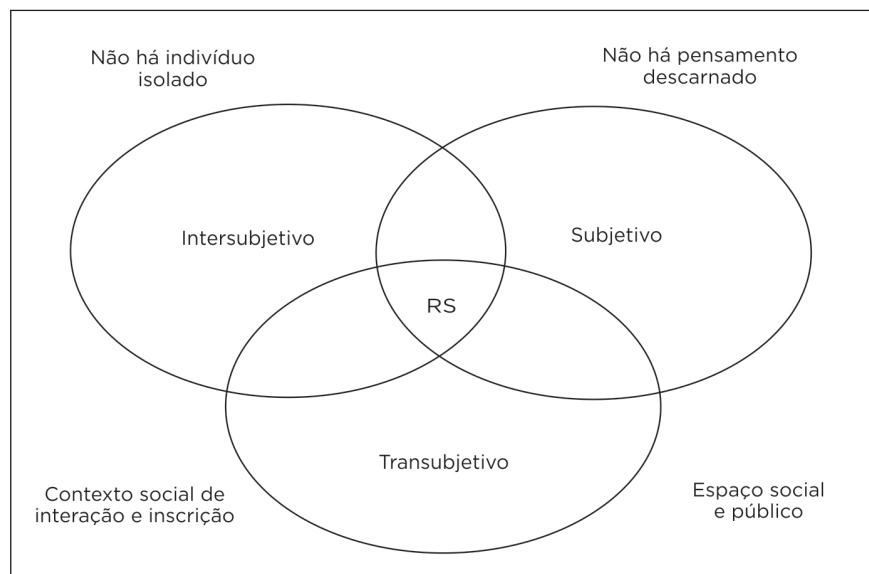 Não há indivíduo
isolado
Não há pensamento
descarnado
Intersubjetivo
Subjetivo
RS
Transubjetivo
Contexto social de
interação e inscrição
Espaço social
e público